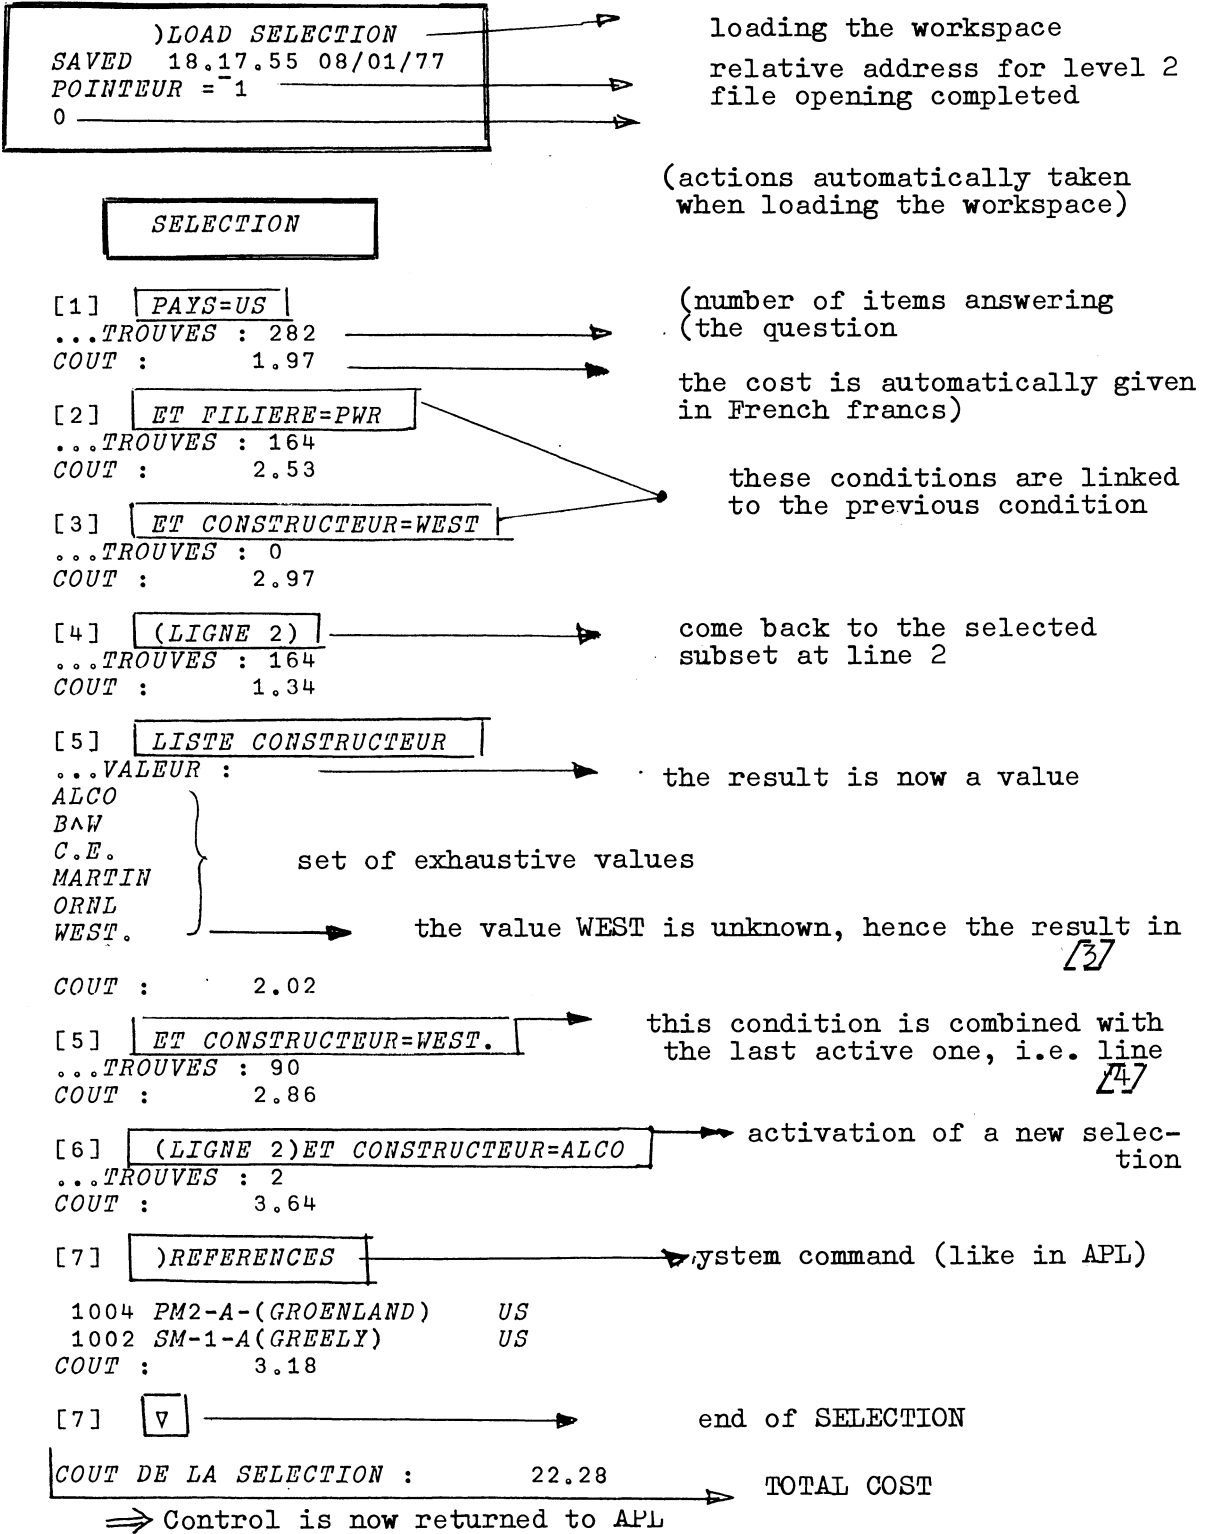 )LOAD SELECTION
loading the workspace
SAVED 18.17.55 08/01/77
POINTEUR = ¯1
relative address for level 2
file opening completed
0
(actions automatically taken
when loading the workspace)
SELECTION
[1] PAYS=US
...TROUVES : 282
(number of items answering
(the question
COUT : 1.97
the cost is automatically given
in French francs)
[2] ET FILIERE=PWR
...TROUVES : 164
COUT : 2.53
these conditions are linked
to the previous condition
[3] ET CONSTRUCTEUR=WEST
...TROUVES : 0
COUT : 2.97
[4] (LIGNE 2)
...TROUVES : 164
COUT : 1.34
come back to the selected
subset at line 2
[5] LISTE CONSTRUCTEUR
...VALEUR :
the result is now a value
ALCO
B∧W
C.E.
MARTIN
ORNL
WEST.
set of exhaustive values
the value WEST is unknown, hence the result in
[3]
COUT : 2.02
[5] ET CONSTRUCTEUR=WEST.
...TROUVES : 90
COUT : 2.86
this condition is combined with
the last active one, i.e. line
[4]
[6] (LIGNE 2)ET CONSTRUCTEUR=ALCO
...TROUVES : 2
COUT : 3.64
activation of a new selec-
tion
[7] )REFERENCES
ystem command (like in APL)
1004 PM2-A-(GROENLAND) US
1002 SM-1-A(GREELY) US
COUT : 3.18
[7] ∇
end of SELECTION
COUT DE LA SELECTION : 22.28
TOTAL COST
⇒ Control is now returned to APL